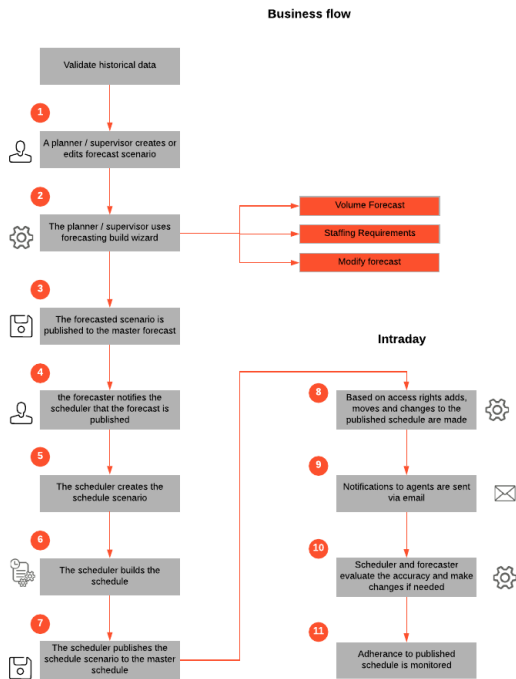 Business flow
Validate historical data
1
A planner / supervisor creates or
edits forecast scenario
2
The planner / supervisor uses
forecasting build wizard
Volume Forecast
Staffing Requirements
Modify forecast
3
The forecasted scenario is
published to the master forecast
4
the forecaster notifies the
scheduler that the forecast is
published
5
The scheduler creates the
schedule scenario
6
The scheduler builds the
schedule
7
The scheduler publishes the
schedule scenario to the master
schedule
Intraday
8
Based on access rights adds,
moves and changes to the
published schedule are made
9
Notifications to agents are sent
via email
10
Scheduler and forecaster
evaluate the accuracy and make
changes if needed
11
Adherance to published
schedule is monitored